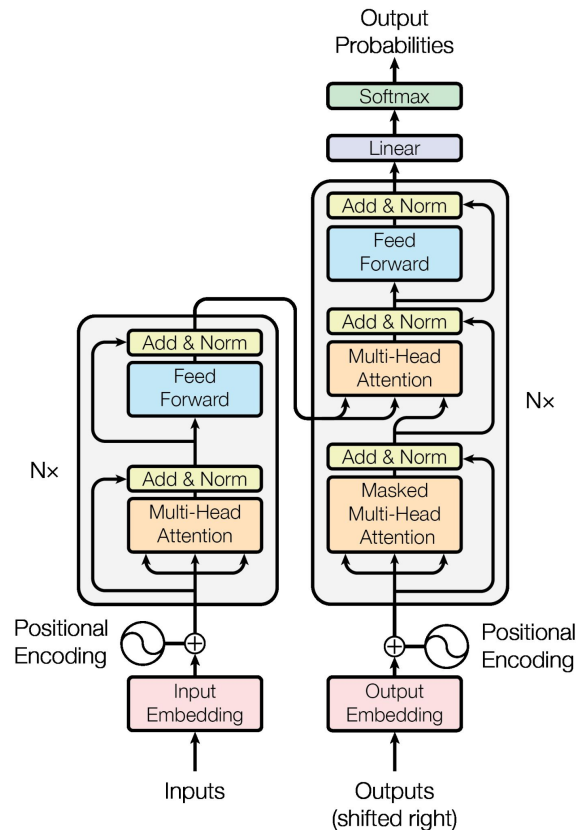 Output
Probabilities
Softmax
Linear
Add & Norm
Feed
Forward
Add & Norm
Multi-Head
Attention
Add & Norm
Masked
Multi-Head
Attention
Nx
Add & Norm
Feed
Forward
Add & Norm
Multi-Head
Attention
Nx
Positional
Encoding
Positional
Encoding
Input
Embedding
Output
Embedding
Inputs
Outputs
(shifted right)